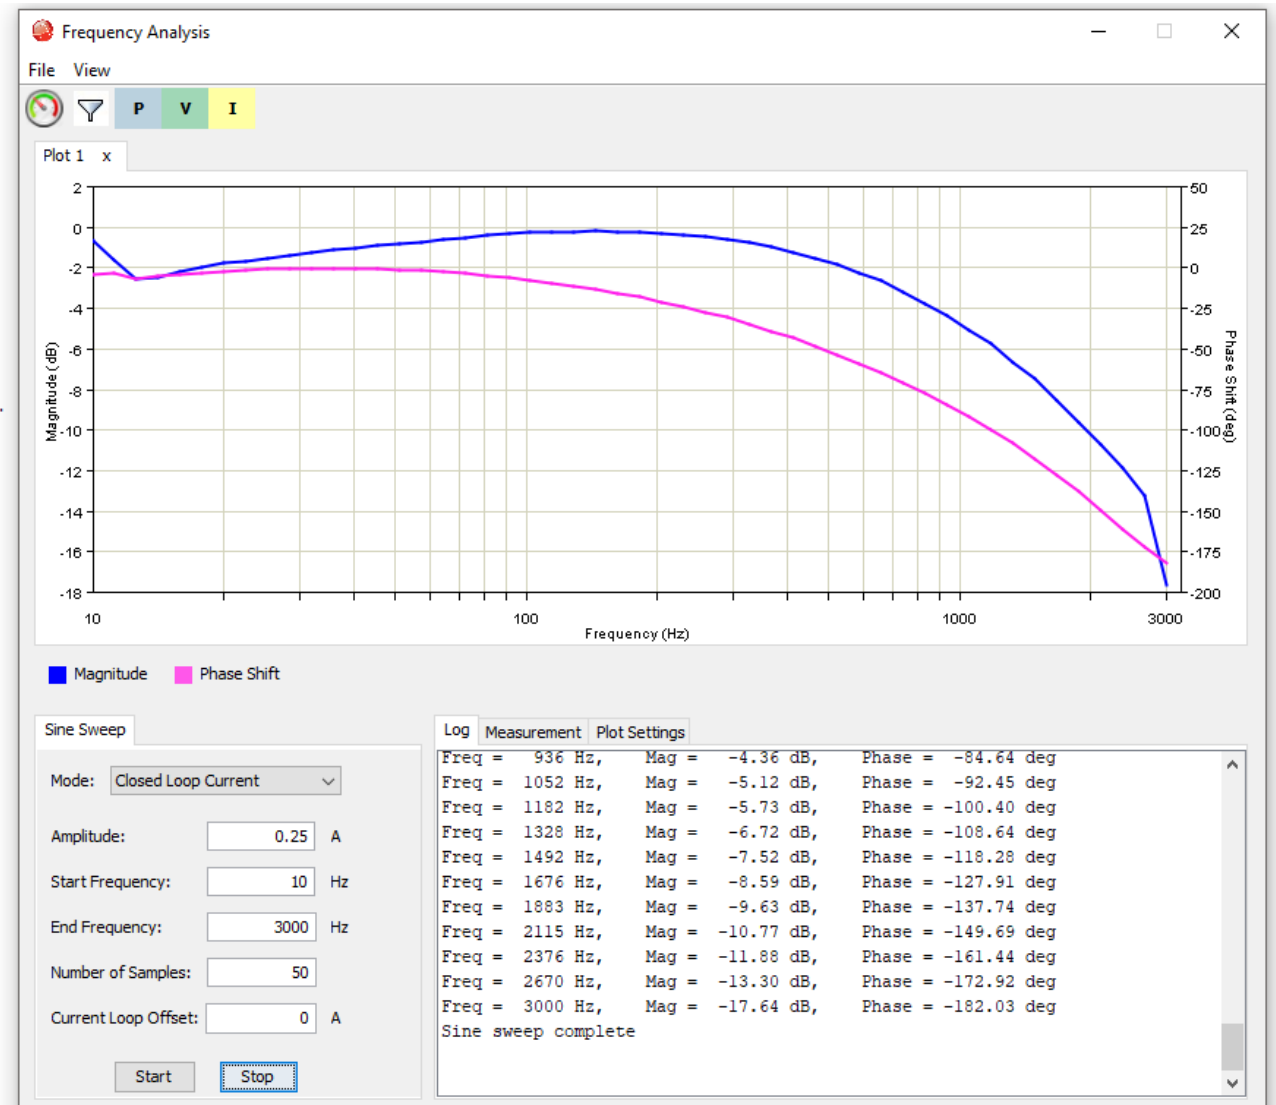 Frequency Analysis
File View
P V I
Plot 1 x
2
0
-2
-4
-6
-8
-10
-12
-14
-16
-18
Magnitude (dB)
50
25
0
-25
-50
-75
-100
-125
-150
-175
-200
Phase Shift (deg)
10 100 1000 3000
Frequency (Hz)
Magnitude Phase Shift
Sine Sweep
Mode: Closed Loop Current
Amplitude: 0.25 A
Start Frequency: 10 Hz
End Frequency: 3000 Hz
Number of Samples: 50
Current Loop Offset: 0 A
Start Stop
Log Measurement Plot Settings
Freq = 936 Hz, Mag = -4.36 dB, Phase = -84.64 deg
Freq = 1052 Hz, Mag = -5.12 dB, Phase = -92.45 deg
Freq = 1182 Hz, Mag = -5.73 dB, Phase = -100.40 deg
Freq = 1328 Hz, Mag = -6.72 dB, Phase = -108.64 deg
Freq = 1492 Hz, Mag = -7.52 dB, Phase = -118.28 deg
Freq = 1676 Hz, Mag = -8.59 dB, Phase = -127.91 deg
Freq = 1883 Hz, Mag = -9.63 dB, Phase = -137.74 deg
Freq = 2115 Hz, Mag = -10.77 dB, Phase = -149.69 deg
Freq = 2376 Hz, Mag = -11.88 dB, Phase = -161.44 deg
Freq = 2670 Hz, Mag = -13.30 dB, Phase = -172.92 deg
Freq = 3000 Hz, Mag = -17.64 dB, Phase = -182.03 deg
Sine sweep complete